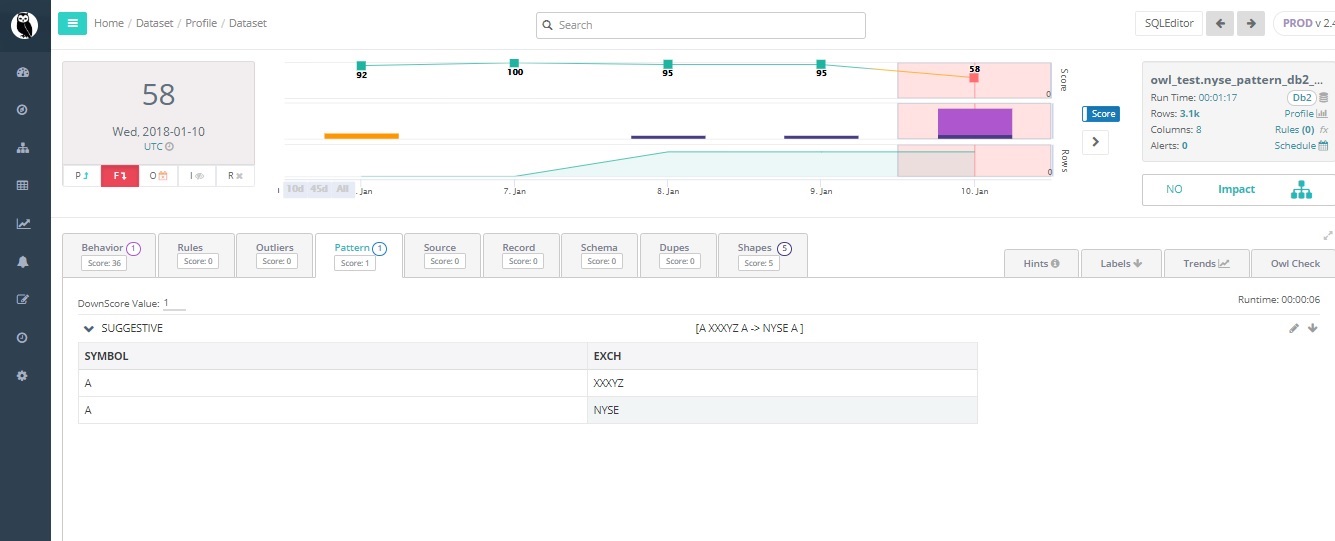 Home / Dataset / Profile / Dataset
Search
SQLEditor
PROD v 2.4
58
Wed, 2018-01-10
UTC
P F O I R
92 100 95 95 58
Score
0
Rows
0
10d 45d All
. Jan 7. Jan 8. Jan 9. Jan 10. Jan
Score
owl_test.nyse_pattern_db2_...
Run Time: 00:01:17 Db2
Rows: 3.1k Profile
Columns: 8 Rules (0) fx
Alerts: 0 Schedule
NO Impact
Behavior 1
Score: 36
Rules
Score: 0
Outliers
Score: 0
Pattern 1
Score: 1
Source
Score: 0
Record
Score: 0
Schema
Score: 0
Dupes
Score: 0
Shapes 5
Score: 5
Hints Labels Trends Owl Check
DownScore Value: 1
Runtime: 00:00:06
SUGGESTIVE [A XXXYZ A -> NYSE A ]
SYMBOL EXCH
A XXXYZ
A NYSE